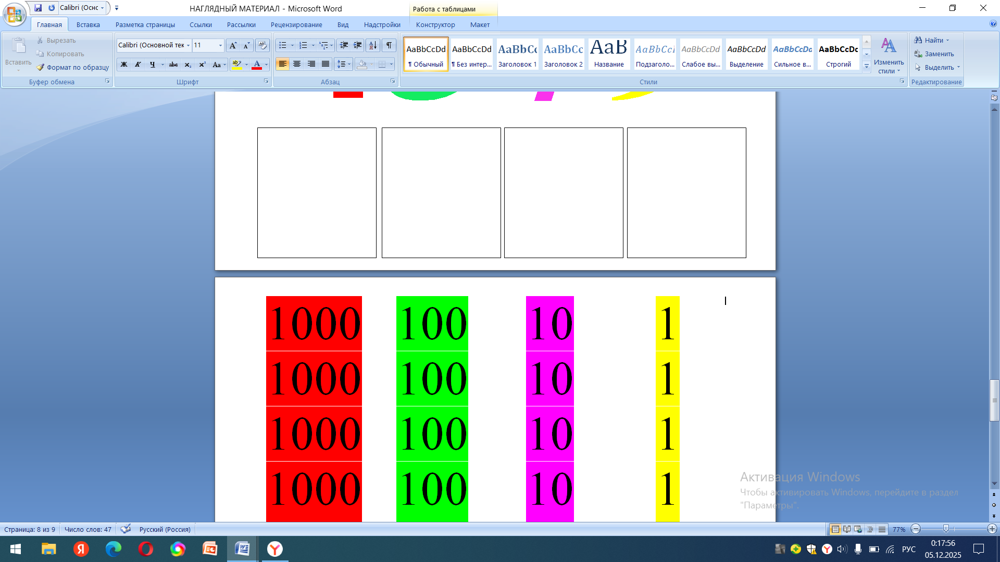 Calibri (Оснс
НАГЛЯДНЫЙ МАТЕРИАЛ - Microsoft Word
Работа с таблицами
Главная Вставка Разметка страницы Ссылки Рассылки Рецензирование Вид Надстройки Конструктор Макет
Вставить
Вырезать
Копировать
Формат по образцу
Буфер обмена
Calibri (Основной тек 11
Ж К Ч abc x₂ x² Aa
Шрифт
Абзац
AaBbCcDd AaBbCcDd AaBbCc AaBbCc АаВ AaBbCcI AaBbCcDd AaBbCcDd AaBbCcDd AaBbCcDc
¶ Обычный ¶ Без интер... Заголовок 1 Заголовок 2 Название Подзаголо... Слабое вы... Выделение Сильное в... Строгий
Стили
Изменить
стили
Найти
Заменить
Выделить
Редактирование
1000 100 10 1
1000 100 10 1
1000 100 10 1
1000 100 10 1
Активация Windows
Чтобы активировать Windows, перейдите в раздел
"Параметры".
Страница: 8 из 9 Число слов: 47 Русский (Россия) 77%
РУС
0:17:56
05.12.2025